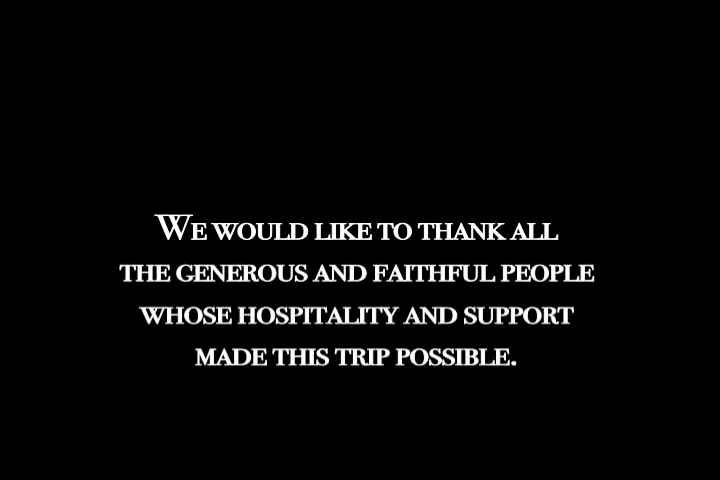 We would like to thank all
the generous and faithful people
whose hospitality and support
made this trip possible.